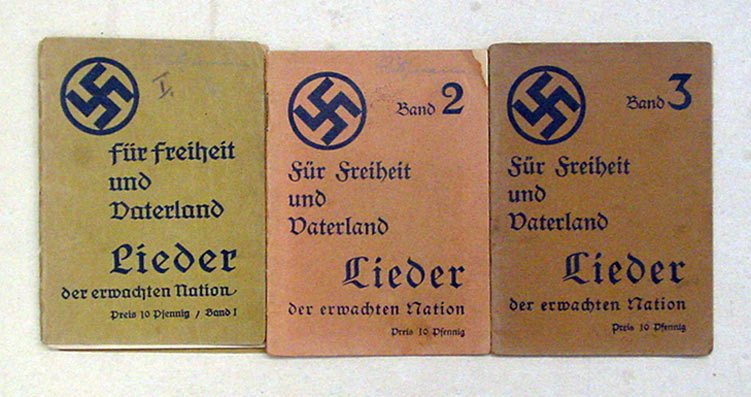 I.
für freiheit
und
Vaterland
Lieder
der erwachten Nation
Preis 10 Pfennig / Band 1
Band 2
Für Freiheit
und
Vaterland
Lieder
der erwachten Nation
Preis 10 Pfennig
Band 3
Für Freiheit
und
Vaterland
Lieder
der erwachten Nation
Preis 10 Pfennig